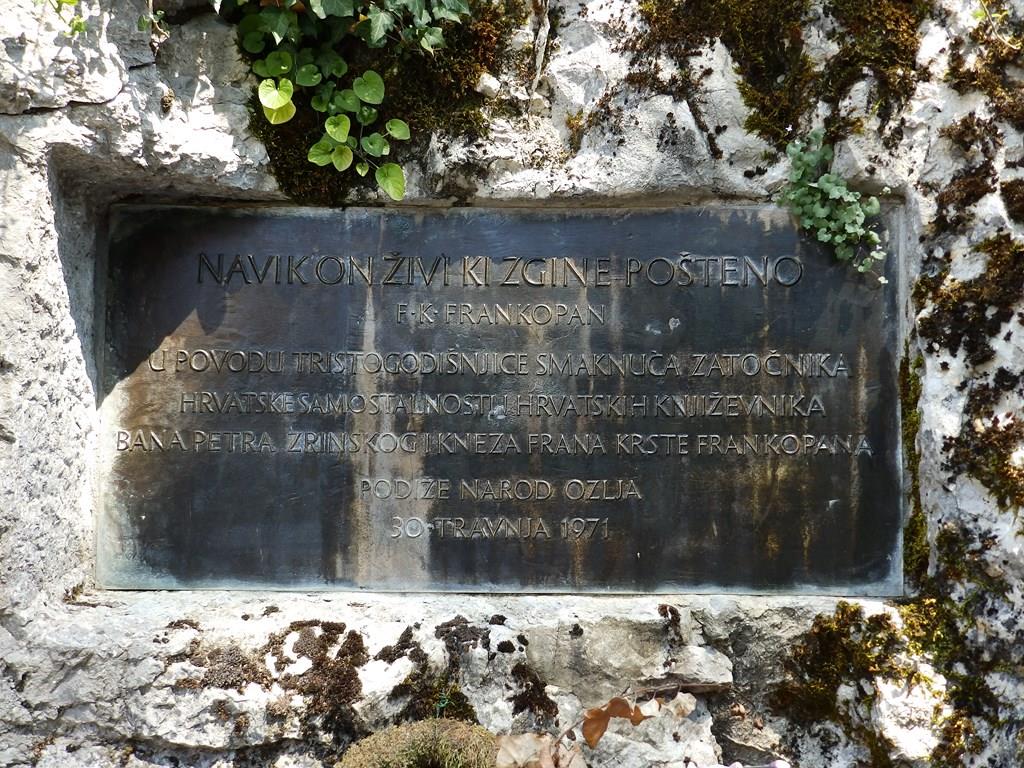 NAVIK ON ŽIVI KI ZGINE POŠTENO
F·K·FRANKOPAN
U POVODU TRISTOGODIŠNJICE SMAKNUĆA ZATOČNIKA
HRVATSKE SAMOSTALNOSTI I HRVATSKIH KNJIŽEVNIKA
BANA PETRA ZRINSKOG I KNEZA FRANA KRSTE FRANKOPANA
PODIŽE NAROD OZLJA
30·TRAVNJA 1971